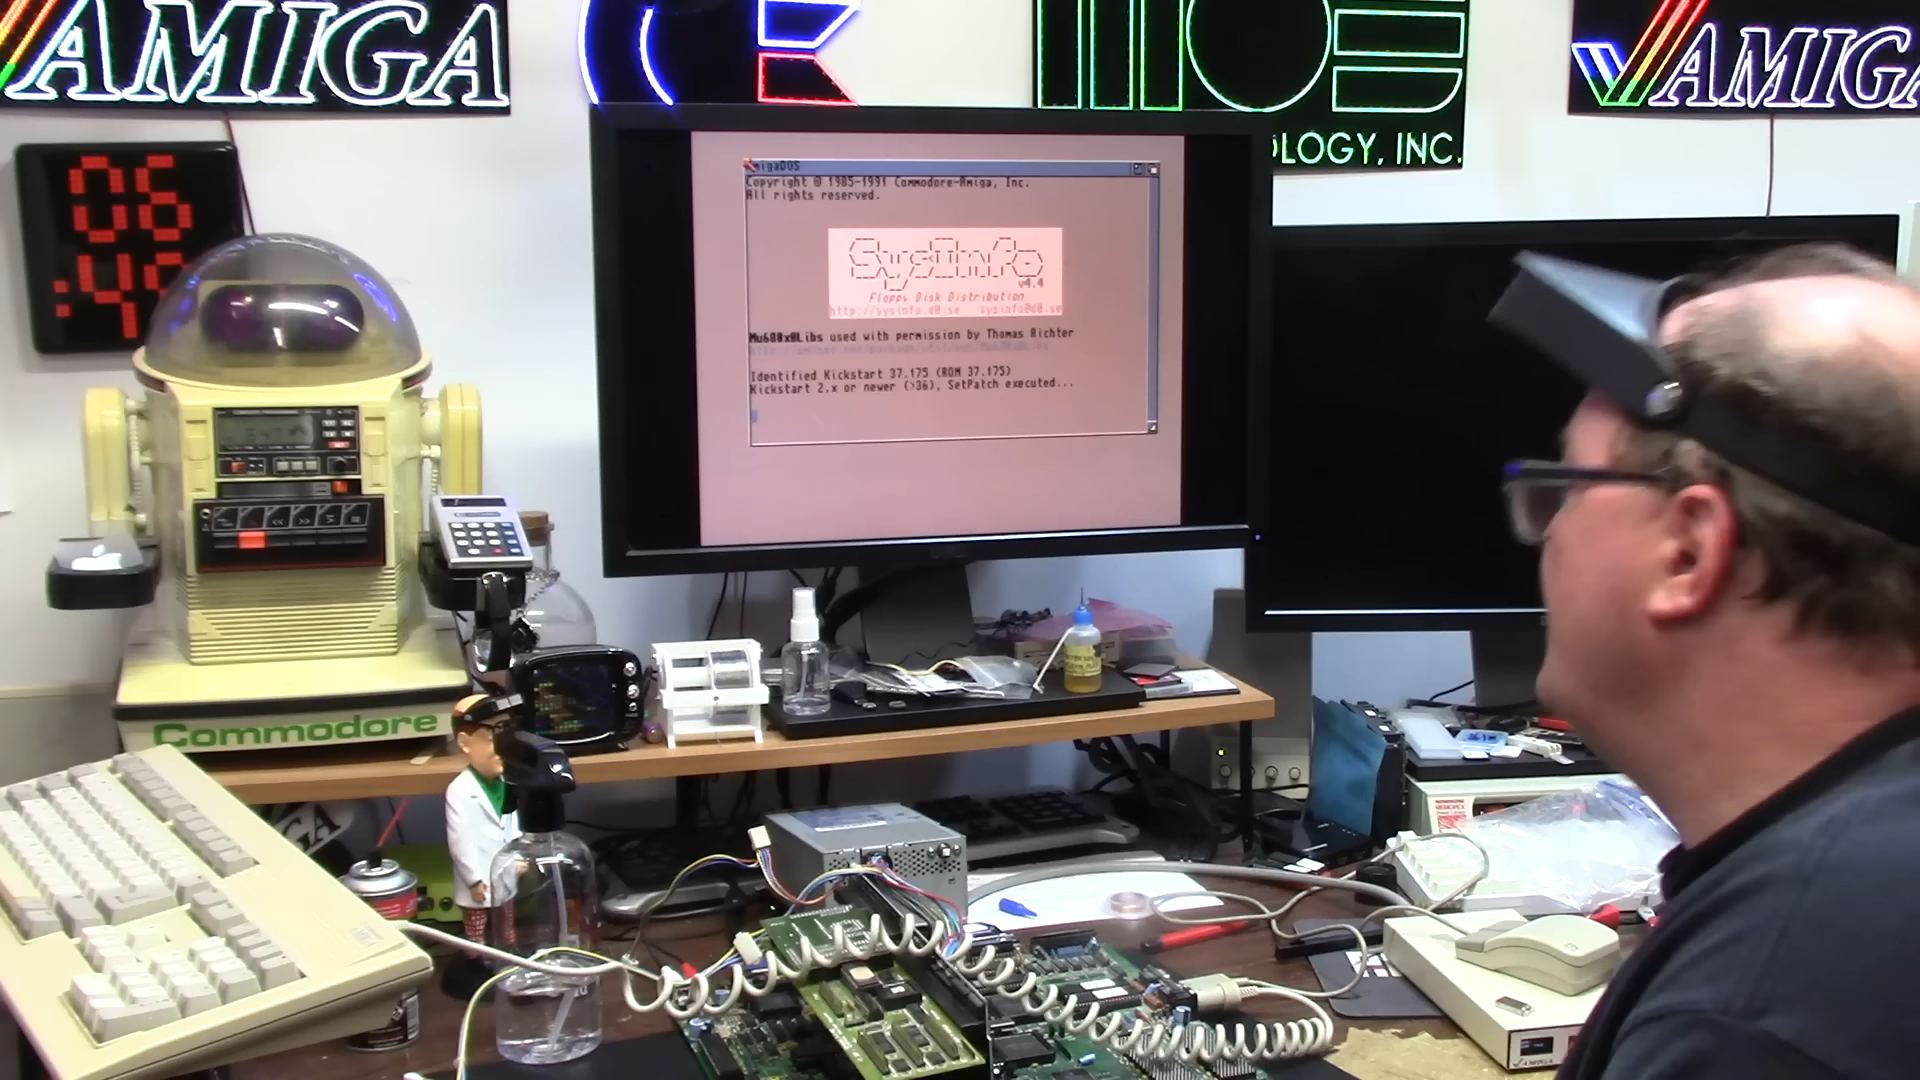 AMIGA
AMIGA
OLOGY, INC.
06
AmigaDOS
Copyright © 1985-1991 Commodore-Amiga, Inc.
All rights reserved.
SysInfo
v4.4
Floppy Disk Distribution
http://sysinfo.d0.se sysinfo@d0.se
Mu680x0Libs used with permission by Thomas Richter
Identified Kickstart 37.175 (ROM 37.175)
Kickstart 2.x or newer (>36), SetPatch executed...
Commodore
AMIGA